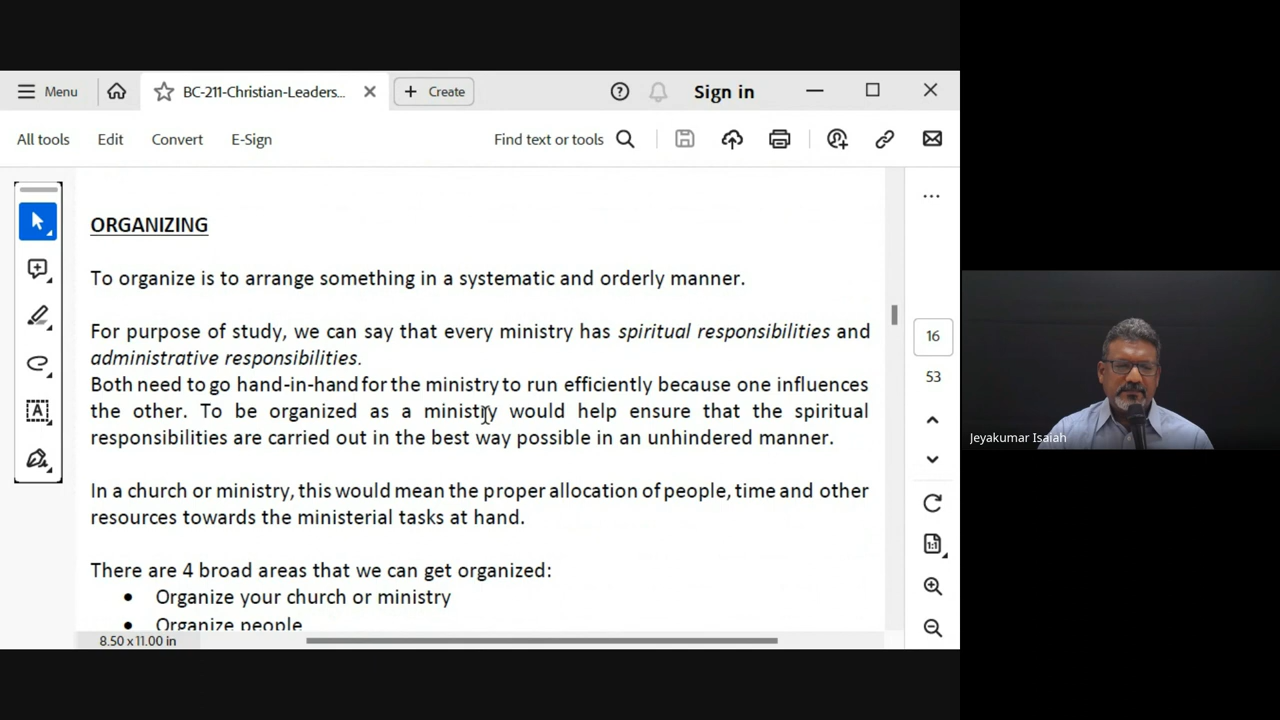 Menu
BC-211-Christian-Leaders...
Create
Sign in
All tools
Edit
Convert
E-Sign
Find text or tools
ORGANIZING
To organize is to arrange something in a systematic and orderly manner.
For purpose of study, we can say that every ministry has spiritual responsibilities and
administrative responsibilities.
Both need to go hand-in-hand for the ministry to run efficiently because one influences
the other. To be organized as a ministry would help ensure that the spiritual
responsibilities are carried out in the best way possible in an unhindered manner.
In a church or ministry, this would mean the proper allocation of people, time and other
resources towards the ministerial tasks at hand.
There are 4 broad areas that we can get organized:
• Organize your church or ministry
• Organize people
8.50 x 11.00 in
16
53
1:1
Jeyakumar Isaiah